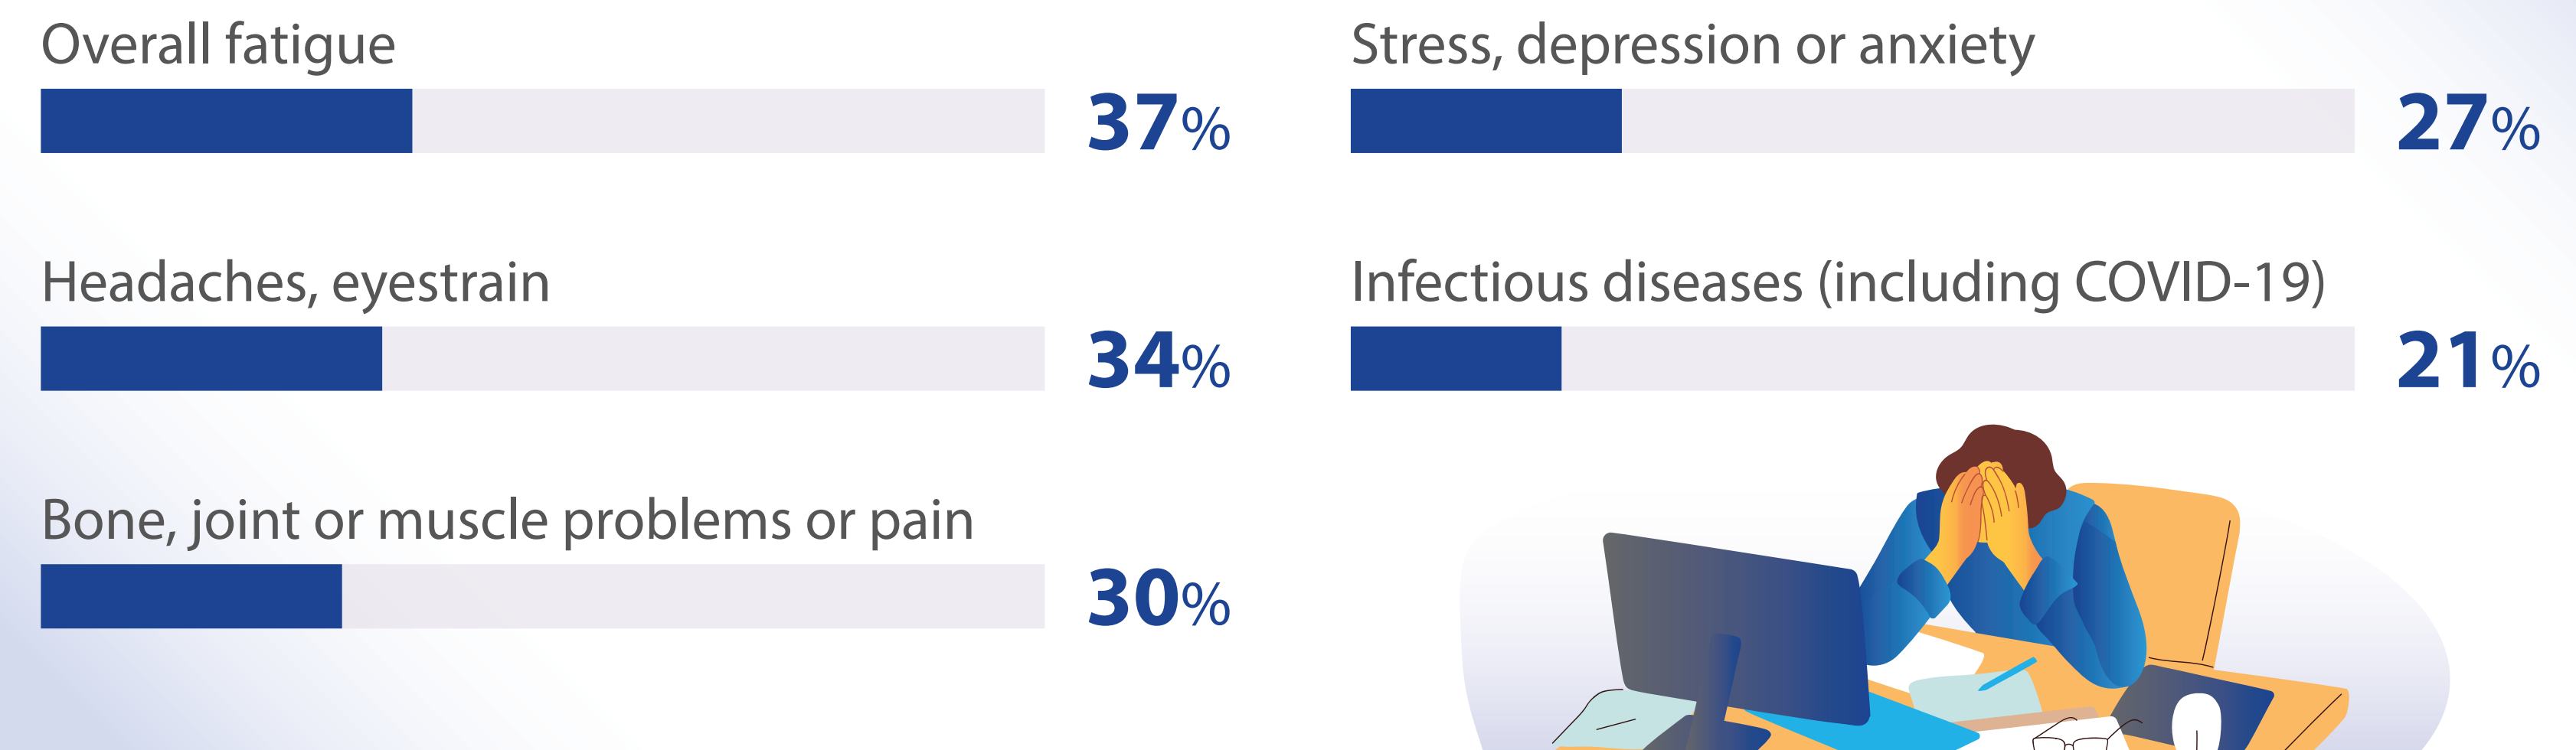 Overall fatigue
37%
Headaches, eyestrain
34%
Bone, joint or muscle problems or pain
30%
Stress, depression or anxiety
27%
Infectious diseases (including COVID-19)
21%